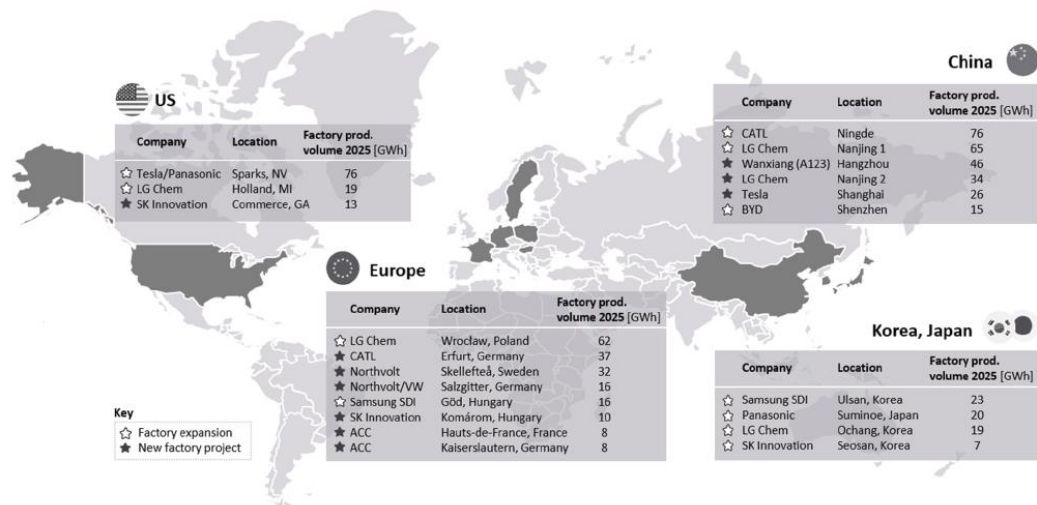 US
Company Location Factory prod. volume 2025 [GWh]
Tesla/Panasonic Sparks, NV 76
LG Chem Holland, MI 19
SK Innovation Commerce, GA 13
China
Company Location Factory prod. volume 2025 [GWh]
CATL Ningde 76
LG Chem Nanjing 1 65
Wanxiang (A123) Hangzhou 46
LG Chem Nanjing 2 34
Tesla Shanghai 26
BYD Shenzhen 15
Europe
Company Location Factory prod. volume 2025 [GWh]
LG Chem Wrocław, Poland 62
CATL Erfurt, Germany 37
Northvolt Skellefteå, Sweden 32
Northvolt/VW Salzgitter, Germany 16
Samsung SDI Göd, Hungary 16
SK Innovation Komárom, Hungary 10
ACC Hauts-de-France, France 8
ACC Kaiserslautern, Germany 8
Korea, Japan
Company Location Factory prod. volume 2025 [GWh]
Samsung SDI Ulsan, Korea 23
Panasonic Suminoe, Japan 20
LG Chem Ochang, Korea 19
SK Innovation Seosan, Korea 7
Key
Factory expansion
New factory project